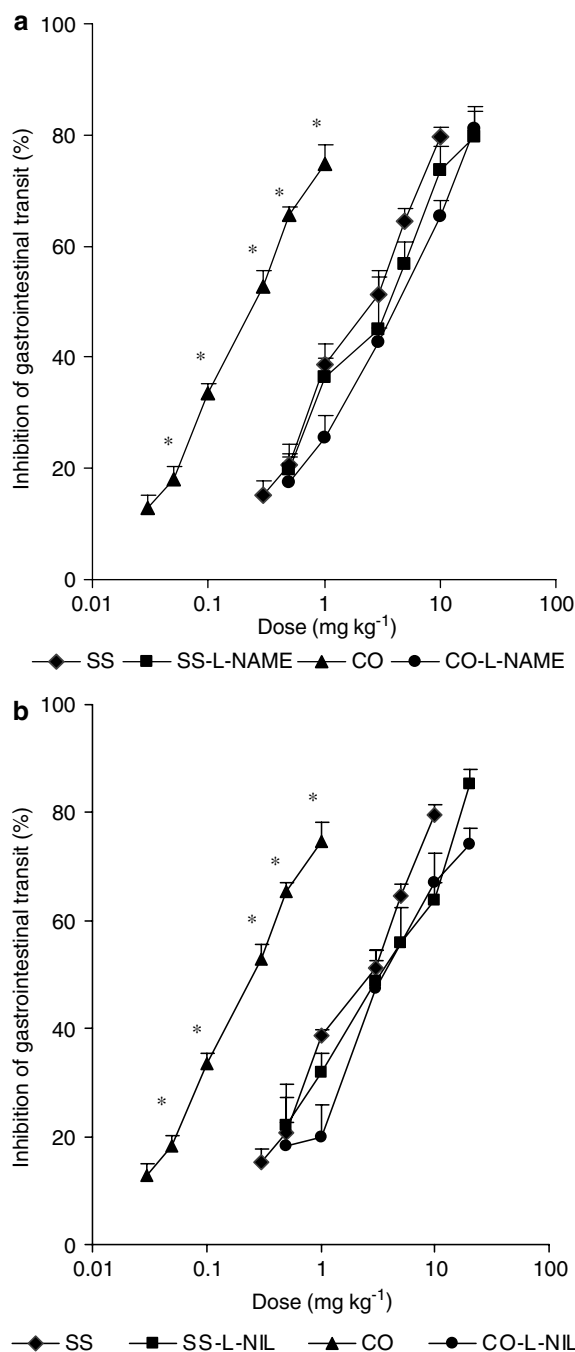 a
100
80
60
40
20
0
Inhibition of gastrointestinal transit (%)
*
*
*
*
*
0.01 0.1 1 10 100
Dose (mg kg-1)
SS SS-L-NAME CO CO-L-NAME
b
100
80
60
40
20
0
Inhibition of gastrointestinal transit (%)
*
*
*
*
*
0.01 0.1 1 10 100
Dose (mg kg-1)
SS SS-L-NIL CO CO-L-NIL